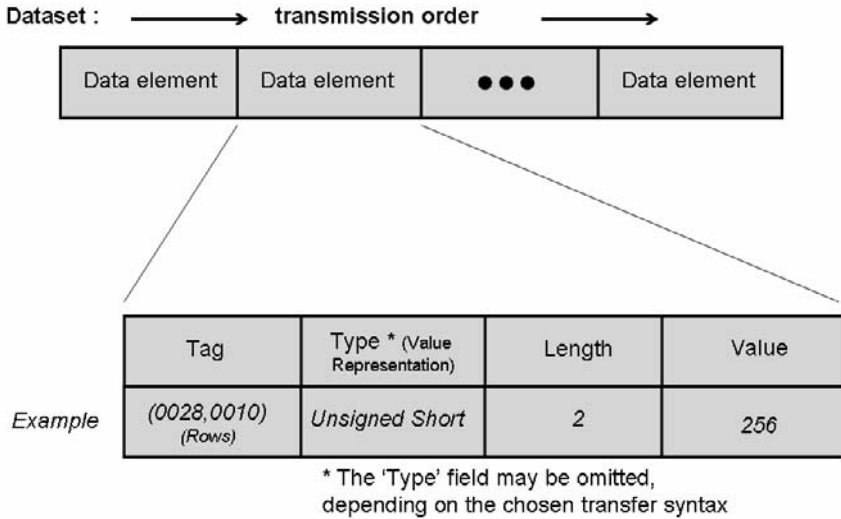 Dataset : transmission order
Data element Data element ●●● Data element
Tag Type * (Value Representation) Length Value
Example (0028,0010) (Rows) Unsigned Short 2 256
* The ‘Type’ field may be omitted,
depending on the chosen transfer syntax